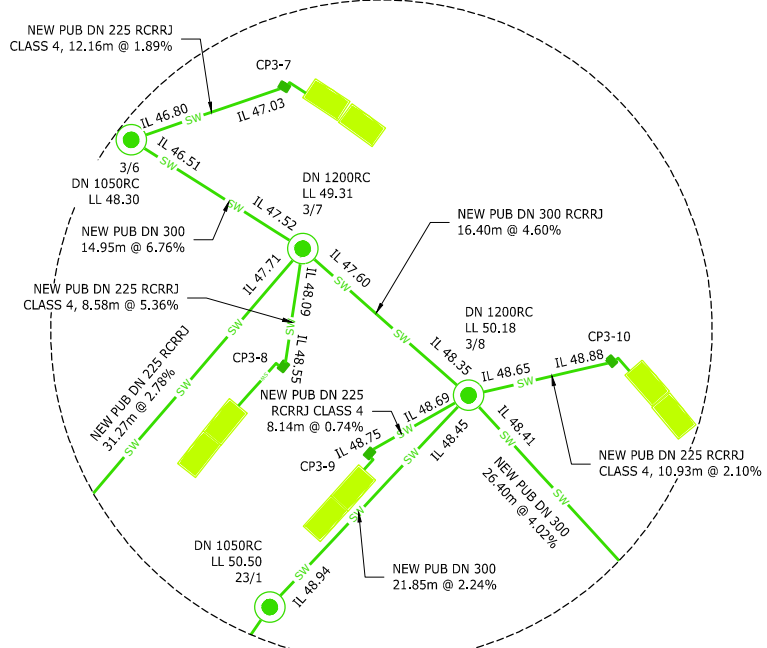 NEW PUB DN 225 RCRRJ
CLASS 4, 12.16m @ 1.89%
CP3-7
IL 46.80
SW
IL 47.03
3/6
DN 1050RC
LL 48.30
IL 46.51
SW
SW
IL 47.52
DN 1200RC
LL 49.31
3/7
NEW PUB DN 300
14.95m @ 6.76%
NEW PUB DN 300 RCRRJ
16.40m @ 4.60%
IL 47.71
IL 48.09
IL 47.60
SW
SW
IL 48.35
NEW PUB DN 225 RCRRJ
CLASS 4, 8.58m @ 5.36%
SW
IL 48.55
SW
SW
SW
NEW PUB DN 225 RCRRJ
31.27m @ 2.78%
CP3-8
DN 1200RC
LL 50.18
3/8
CP3-10
IL 48.65
SW
IL 48.88
NEW PUB DN 225
RCRRJ CLASS 4
8.14m @ 0.74%
IL 48.69
SW
IL 48.75
IL 48.45
SW
IL 48.41
SW
SW
NEW PUB DN 300
26.40m @ 4.02%
NEW PUB DN 225 RCRRJ
CLASS 4, 10.93m @ 2.10%
CP3-9
SW
DN 1050RC
LL 50.50
23/1
SW
IL 48.94
NEW PUB DN 300
21.85m @ 2.24%